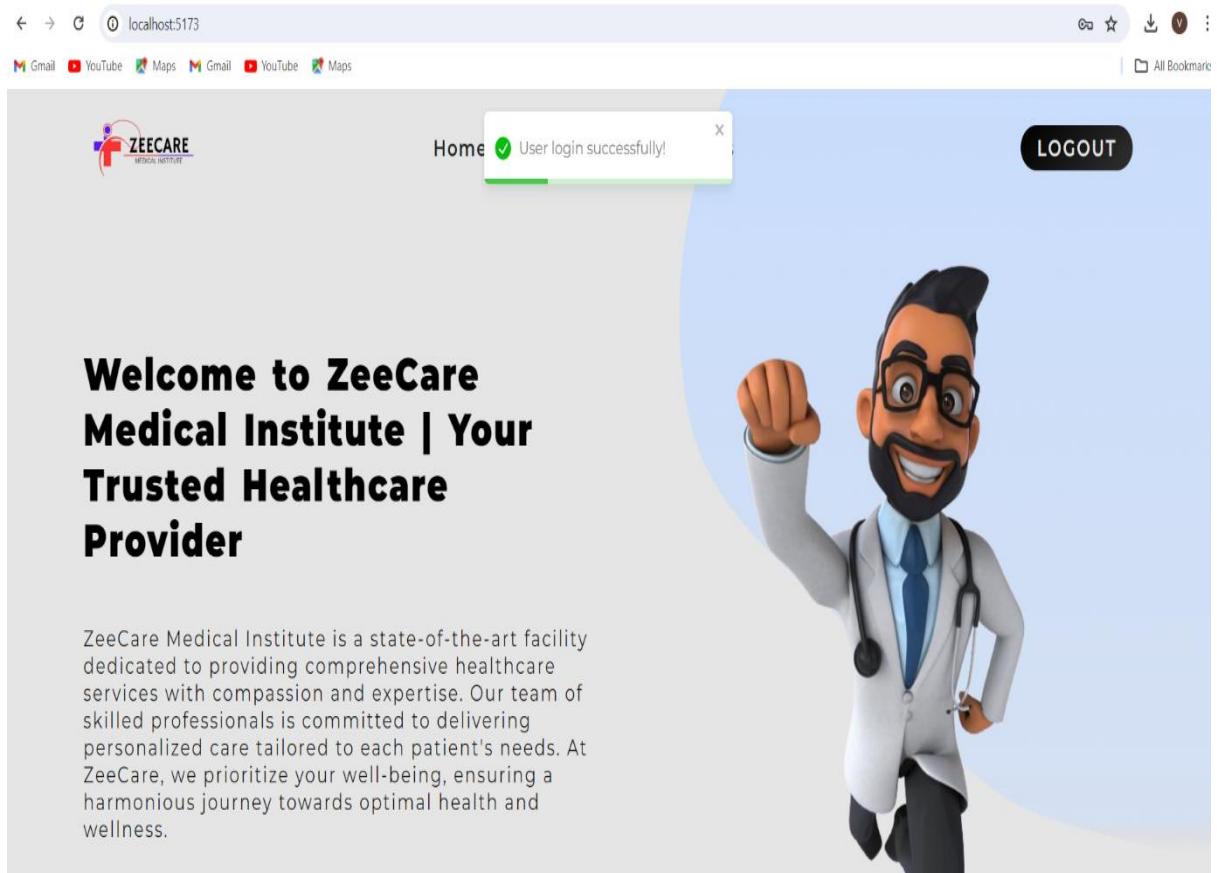 localhost:5173
V
Gmail YouTube Maps Gmail YouTube Maps All Bookmarks
ZEECARE
MEDICAL INSTITUTE
Home
User login successfully!
X
LOGOUT
Welcome to ZeeCare
Medical Institute | Your
Trusted Healthcare
Provider
ZeeCare Medical Institute is a state-of-the-art facility
dedicated to providing comprehensive healthcare
services with compassion and expertise. Our team of
skilled professionals is committed to delivering
personalized care tailored to each patient's needs. At
ZeeCare, we prioritize your well-being, ensuring a
harmonious journey towards optimal health and
wellness.